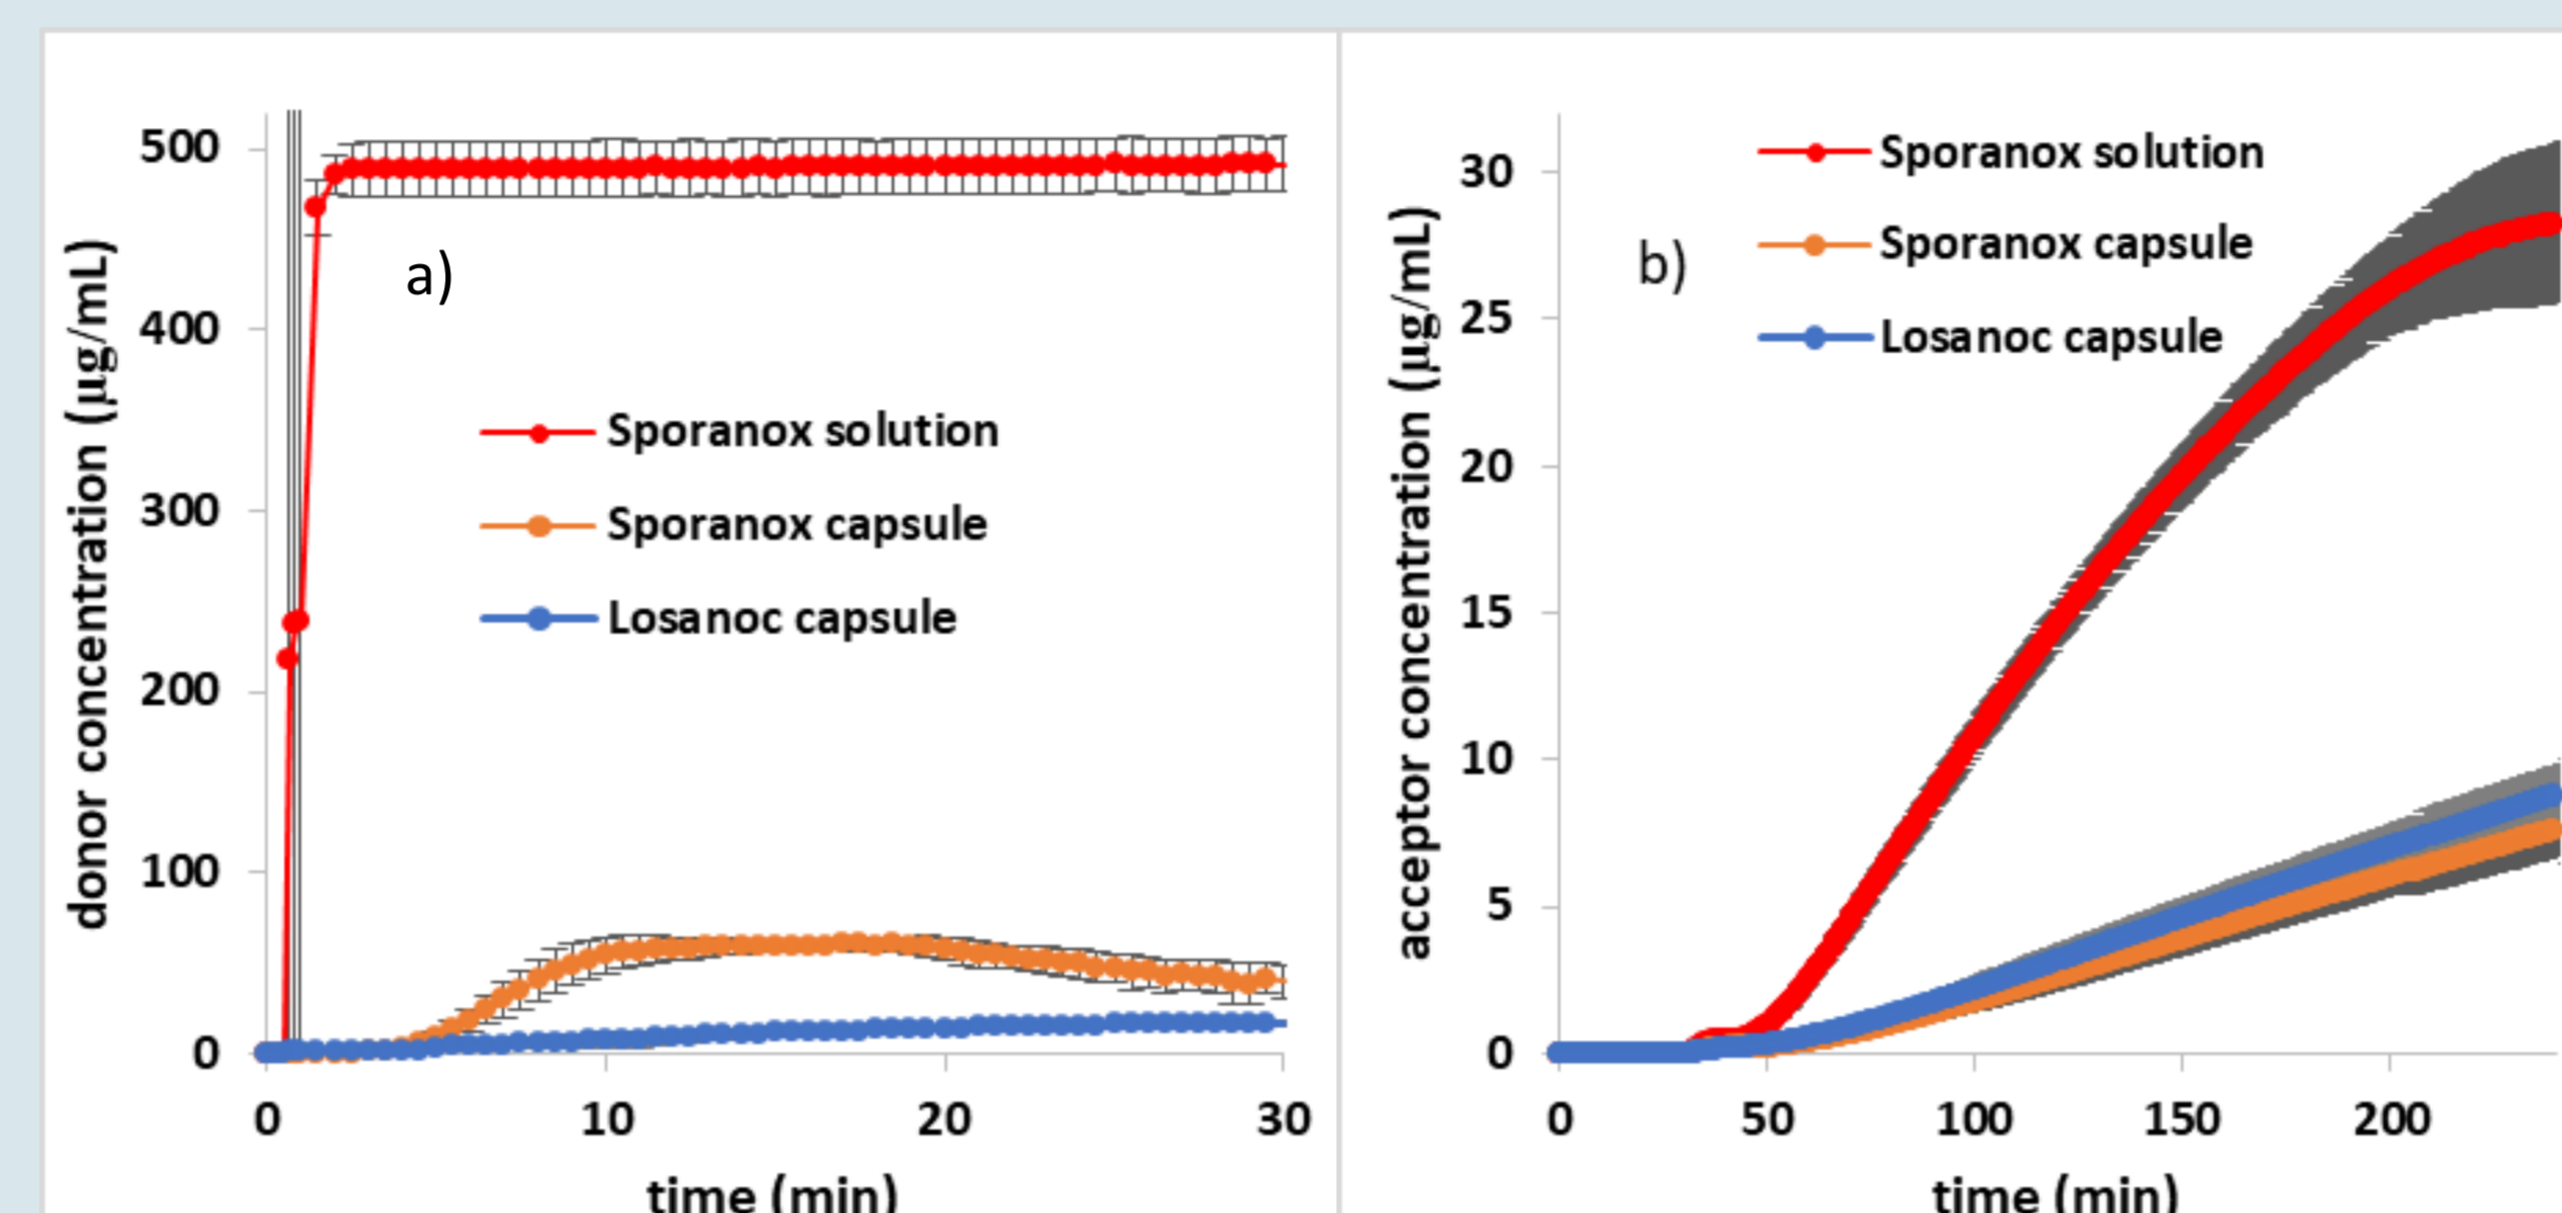 a)
500
400
300
200
100
0
donor concentration (µg/mL)
Sporanox solution
Sporanox capsule
Losanoc capsule
0 10 20 30
time (min)
b)
30
25
20
15
10
5
0
acceptor concentration (µg/mL)
Sporanox solution
Sporanox capsule
Losanoc capsule
0 50 100 150 200
time (min)